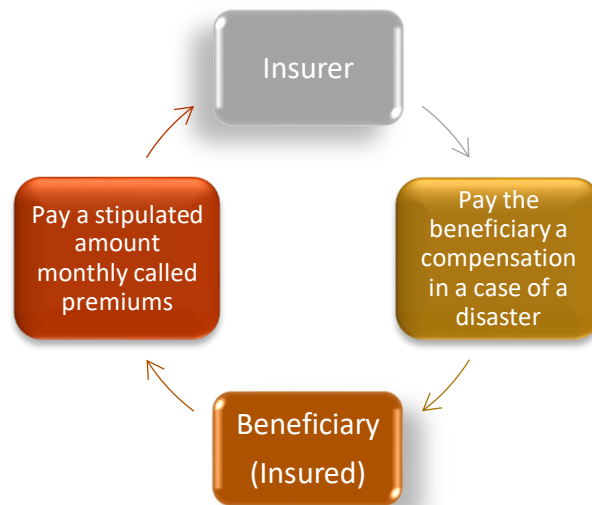 Insurer
Pay the
beneficiary a
compensation
in a case of a
disaster
Beneficiary
(Insured)
Pay a stipulated
amount
monthly called
premiums